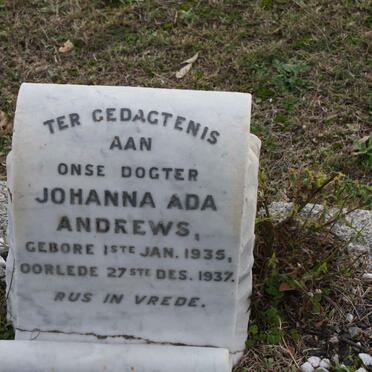 TER GEDAGTENIS
AAN
ONSE DOGTER
JOHANNA ADA
ANDREWS,
GEBORE 1STE JAN. 1935,
OORLEDE 27STE DES. 1937.
RUS IN VREDE.